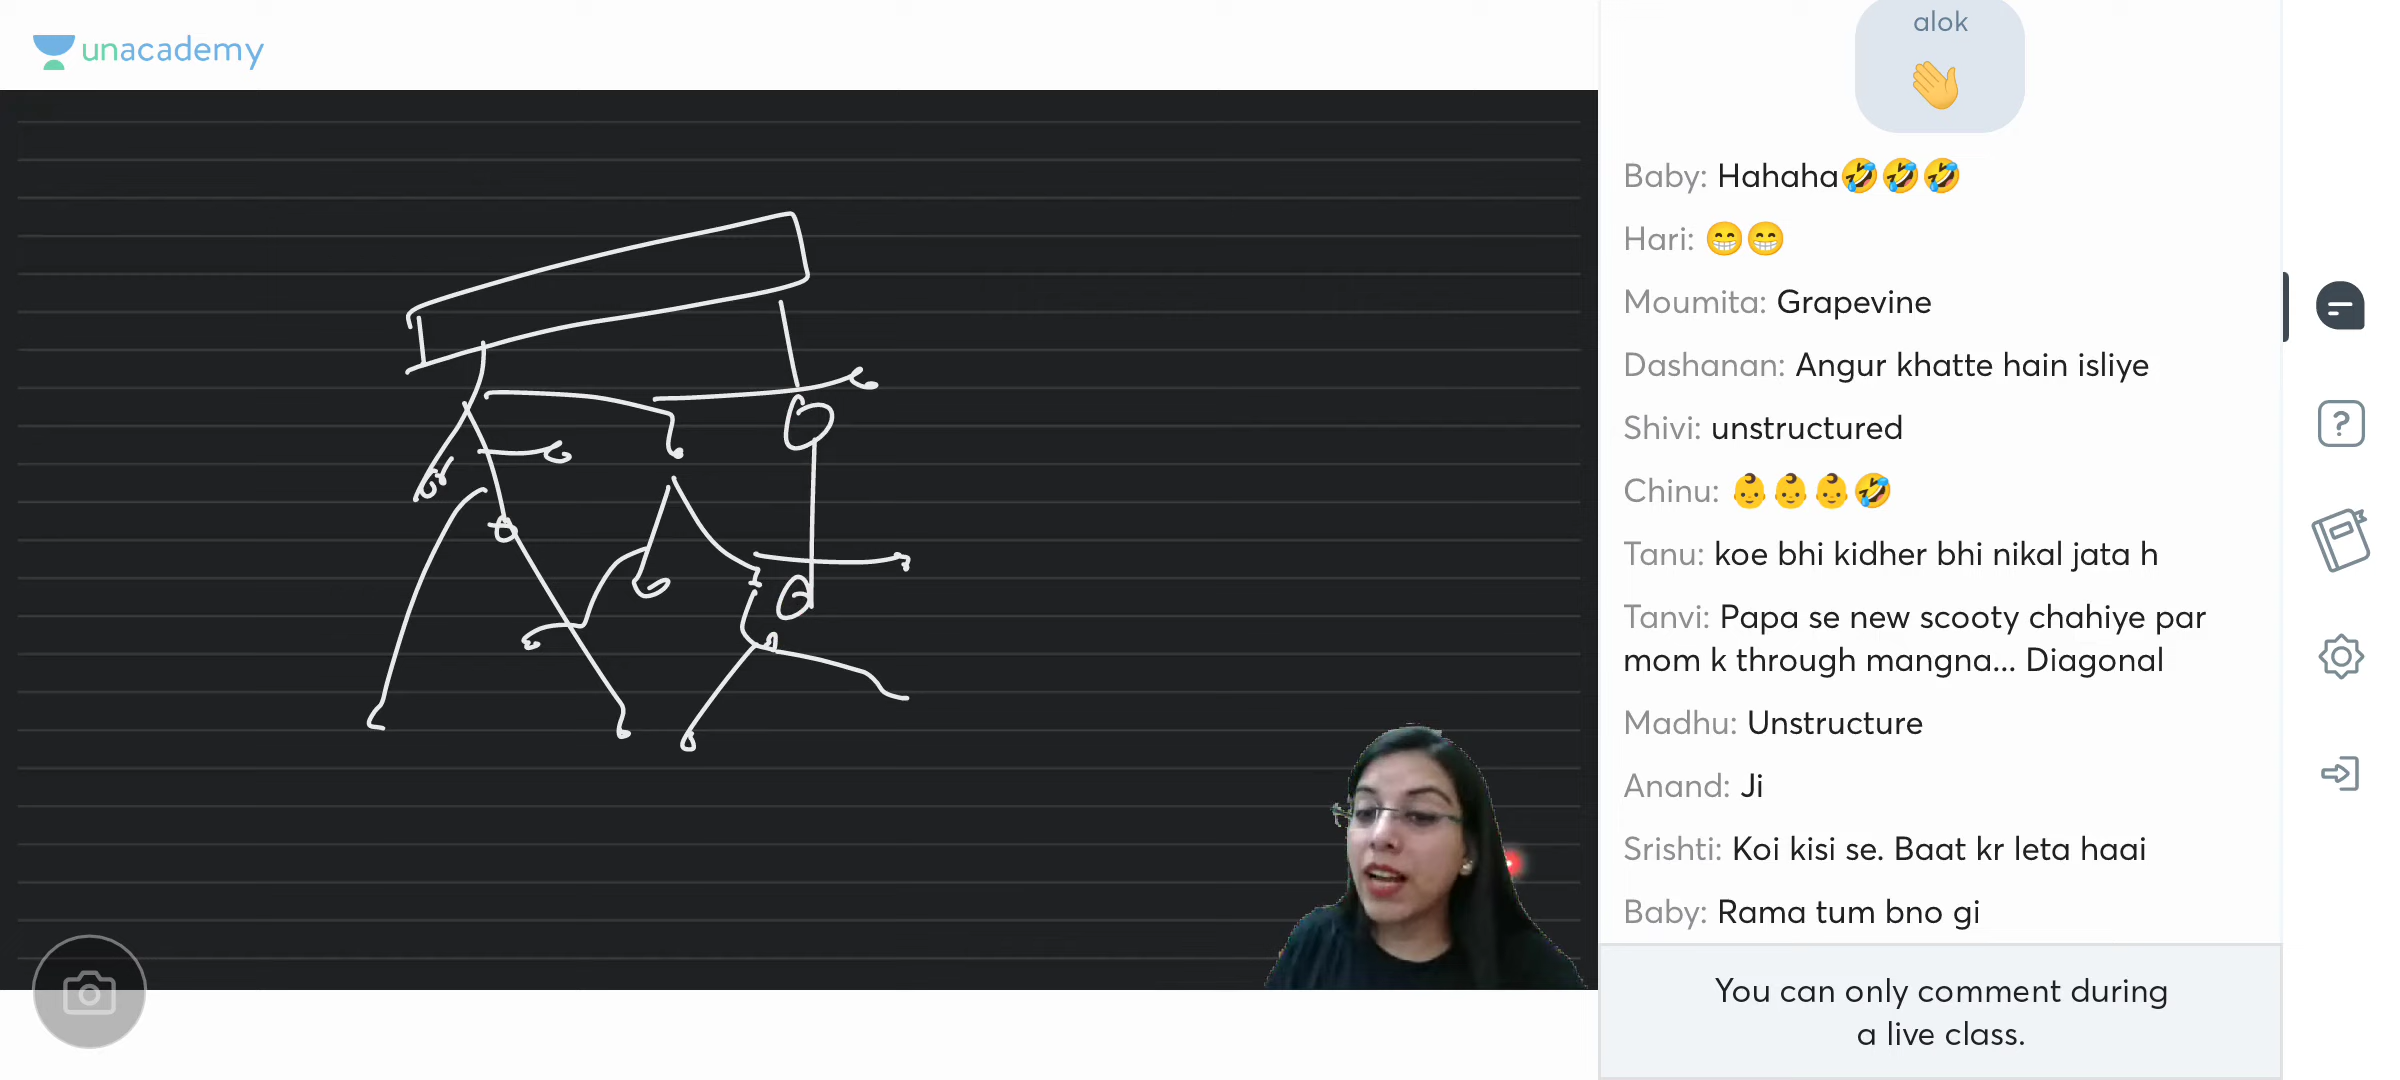 unacademy
alok
👋
Baby: Hahaha🤣🤣🤣
Hari: 😁😁
Moumita: Grapevine
Dashanan: Angur khatte hain isliye
Shivi: unstructured
Chinu: 👶👶👶🤣
Tanu: koe bhi kidher bhi nikal jata h
Tanvi: Papa se new scooty chahiye par
mom k through mangna... Diagonal
Madhu: Unstructure
Anand: Ji
Srishti: Koi kisi se. Baat kr leta haai
Baby: Rama tum bno gi
You can only comment during
a live class.